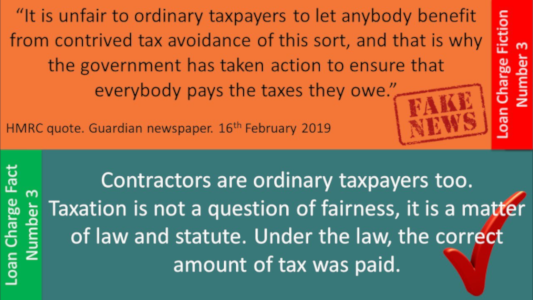 “It is unfair to ordinary taxpayers to let anybody benefit
from contrived tax avoidance of this sort, and that is why
the government has taken action to ensure that
everybody pays the taxes they owe.”
FAKE
NEWS
HMRC quote. Guardian newspaper. 16th February 2019
Loan Charge Fiction
Number 3
Loan Charge Fact
Number 3
Contractors are ordinary taxpayers too.
Taxation is not a question of fairness, it is a matter
of law and statute. Under the law, the correct
amount of tax was paid.